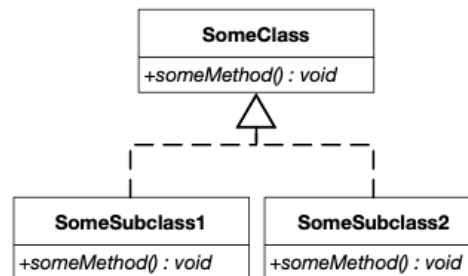 SomeClass
+someMethod() : void
SomeSubclass1
SomeSubclass2
+someMethod() : void
+someMethod() : void